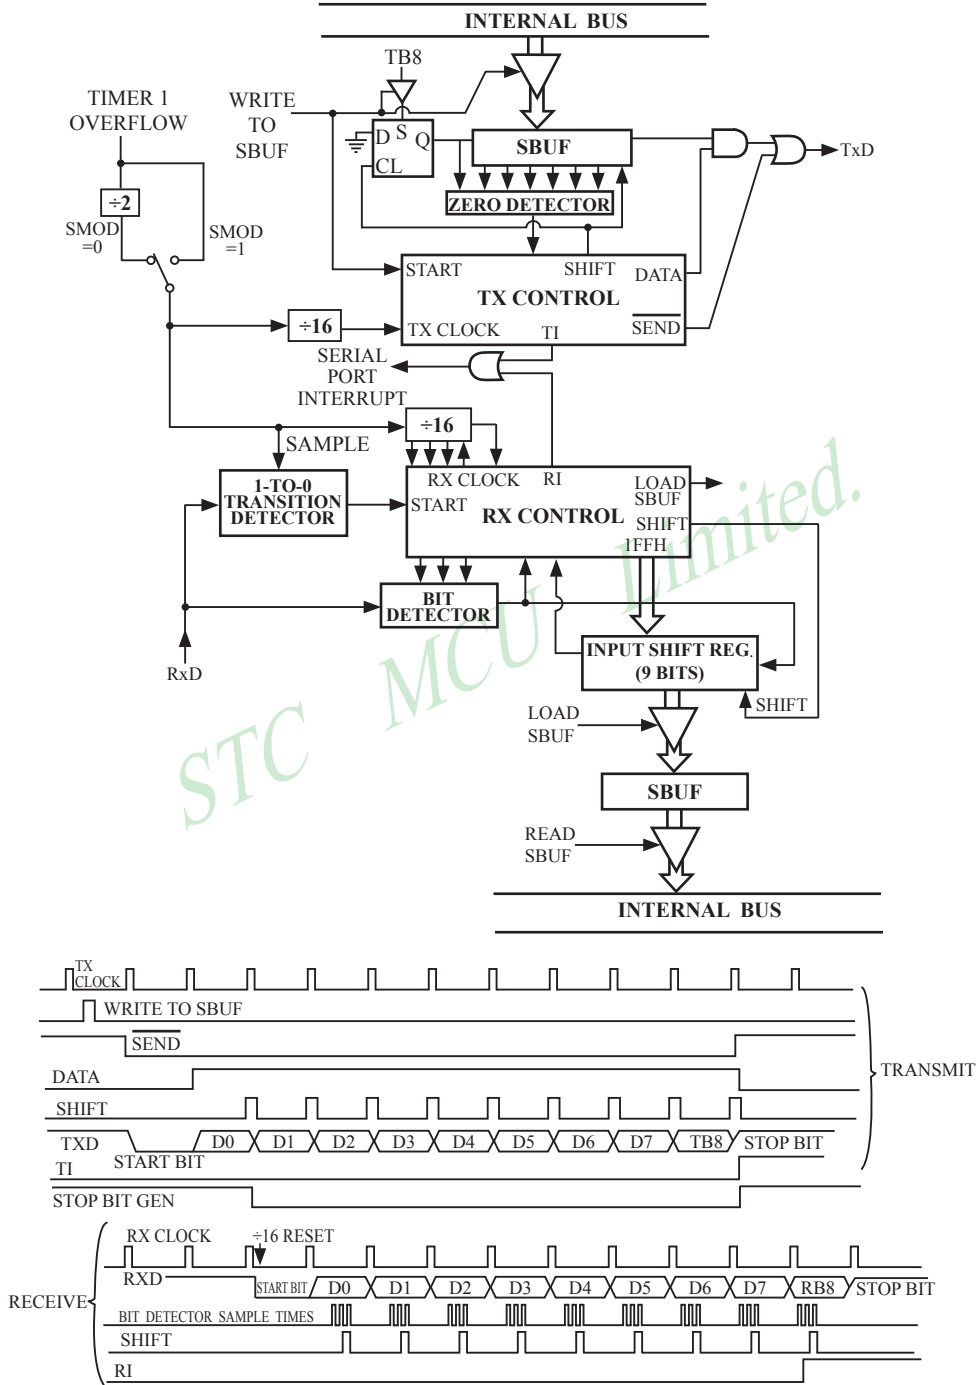 INTERNAL BUS
TB8
TIMER 1
OVERFLOW
WRITE
TO
SBUF
D S Q
CL
SBUF
TxD
÷2
ZERO DETECTOR
SMOD
=0
SMOD
=1
START
SHIFT
DATA
TX CONTROL
÷16
TX CLOCK
TI
SEND
SERIAL
PORT
INTERRUPT
÷16
SAMPLE
RX CLOCK
RI
LOAD
SBUF
1-TO-0
TRANSITION
DETECTOR
START
RX CONTROL
SHIFT
1FFH
BIT
DETECTOR
RxD
INPUT SHIFT REG.
(9 BITS)
SHIFT
LOAD
SBUF
SBUF
READ
SBUF
INTERNAL BUS
STC MCU Limited.
TX
CLOCK
WRITE TO SBUF
SEND
DATA
TRANSMIT
SHIFT
TXD
START BIT
D0 D1 D2 D3 D4 D5 D6 D7 TB8 STOP BIT
TI
STOP BIT GEN
RX CLOCK
÷16 RESET
RXD
START BIT D0 D1 D2 D3 D4 D5 D6 D7 RB8 STOP BIT
RECEIVE
BIT DETECTOR SAMPLE TIMES
SHIFT
RI